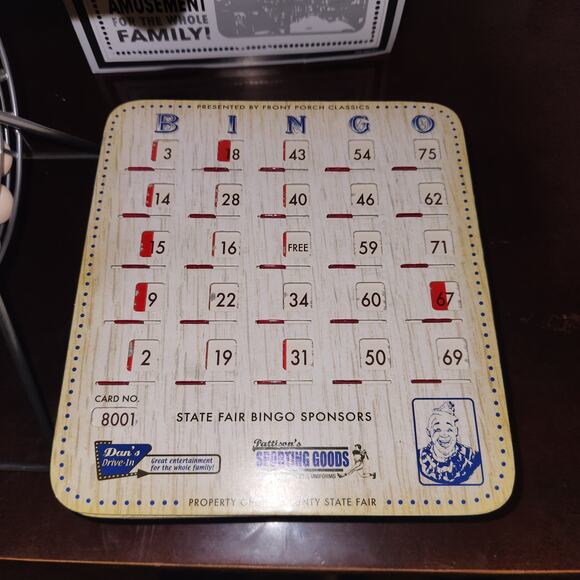 AMUSEMENT
FOR THE WHOLE
FAMILY!
PRESENTED BY FRONT PORCH CLASSICS
B I N G O
3 18 43 54 75
14 28 40 46 62
15 16 FREE 59 71
9 22 34 60 67
2 19 31 50 69
CARD NO.
8001
STATE FAIR BINGO SPONSORS
Dan's
Drive-In
Great entertainment
for the whole family!
Pattison's
SPORTING GOODS
UNIFORMS
PROPERTY STATE FAIR